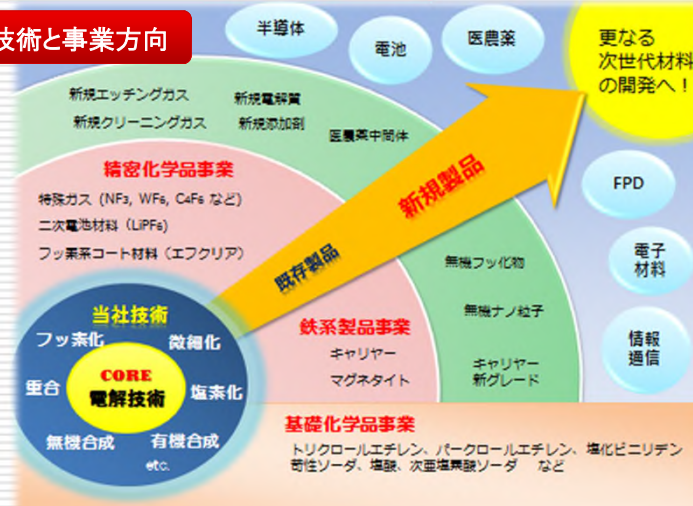 技術と事業方向
半導体
電池
医農薬
更なる
次世代材料
の開発へ！
新規エッチングガス
新規電解質
新規クリーニングガス
新規添加剤
医農薬中間体
精密化学品事業
特殊ガス (NF3, WF6, C4F6 など)
二次電池材料 (LiPF6)
フッ素系コート材料 (エフクリア)
新規製品
既存製品
FPD
電子
材料
情報
通信
無機フッ化物
無機ナノ粒子
キャリヤー
新グレード
鉄系製品事業
キャリヤー
マグネタイト
当社技術
フッ素化
微細化
CORE
電解技術
重合
塩素化
無機合成
有機合成
etc.
基礎化学品事業
トリクロールエチレン、パークロールエチレン、塩化ビニリデン
苛性ソーダ、塩酸、次亜塩素酸ソーダ など